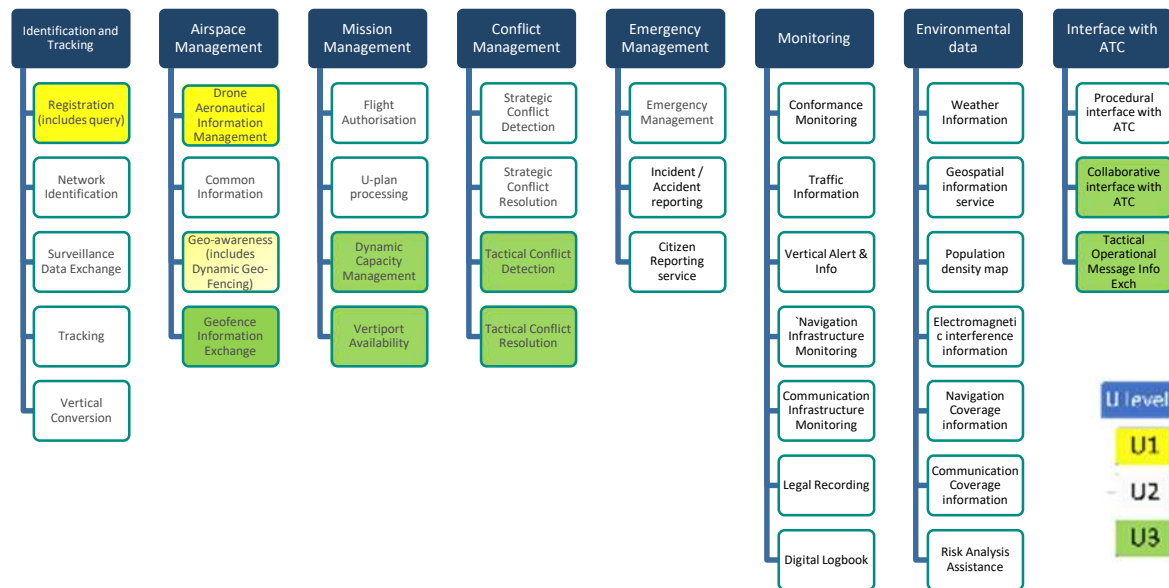 Identification and
Tracking
Registration
(includes query)
Network
Identification
Surveillance
Data Exchange
Tracking
Vertical
Conversion
Airspace
Management
Drone
Aeronautical
Information
Management
Common
Information
Geo-awareness
(includes
Dynamic Geo-
Fencing)
Geofence
Information
Exchange
Mission
Management
Flight
Authorisation
U-plan
processing
Dynamic
Capacity
Management
Vertiport
Availability
Conflict
Management
Strategic
Conflict
Detection
Strategic
Conflict
Resolution
Tactical Conflict
Detection
Tactical Conflict
Resolution
Emergency
Management
Emergency
Management
Incident /
Accident
reporting
Citizen
Reporting
service
Monitoring
Conformance
Monitoring
Traffic
Information
Vertical Alert &
Info
`Navigation
Infrastructure
Monitoring
Communication
Infrastructure
Monitoring
Legal Recording
Digital Logbook
Environmental
data
Weather
Information
Geospatial
information
service
Population
density map
Electromagneti
c interference
information
Navigation
Coverage
information
Communication
Coverage
information
Risk Analysis
Assistance
Interface with
ATC
Procedural
interface with
ATC
Collaborative
interface with
ATC
Tactical
Operational
Message Info
Exch
U level
U1
U2
U3